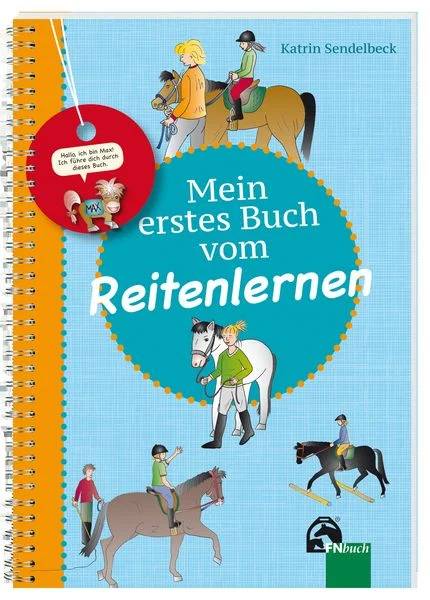 Katrin Sendelbeck
Hallo, ich bin Max!
Ich führe dich durch
dieses Buch.
MAX
Mein
erstes Buch
vom
Reitenlernen
®
FNbuch